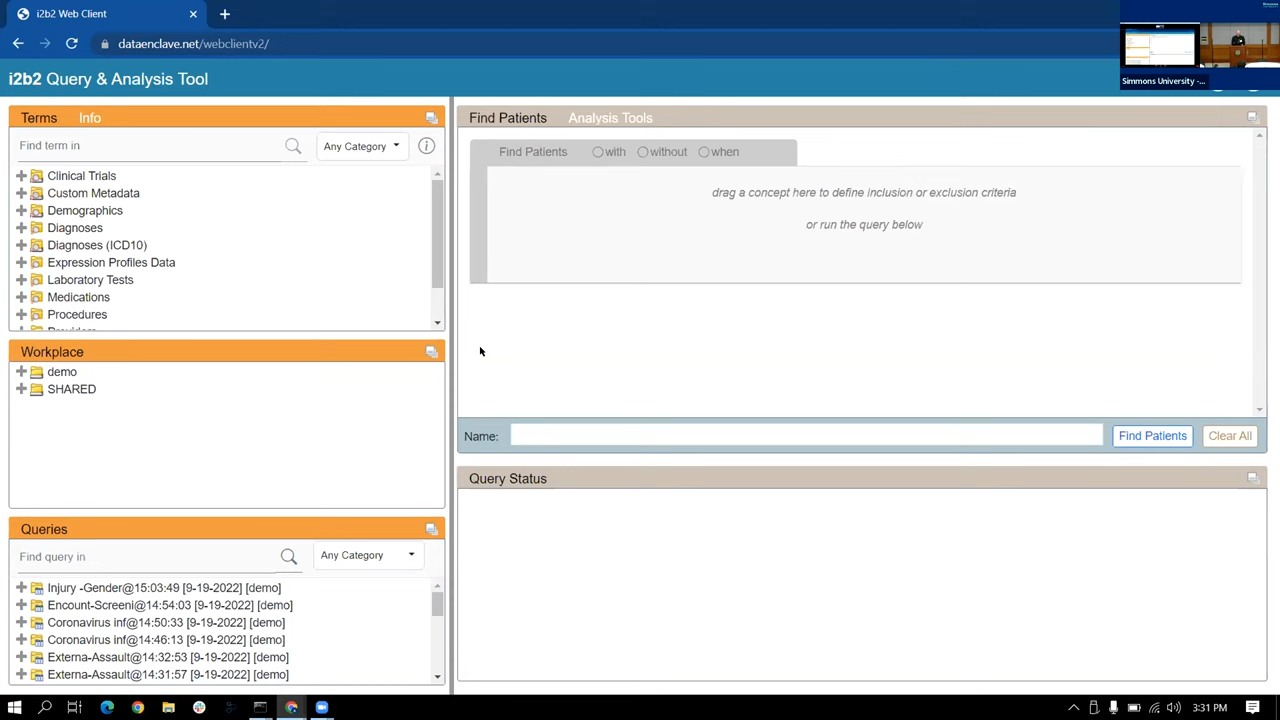 i2b2 Web Client
dataenclave.net/webclientv2/
i2b2 Query & Analysis Tool
Simmons University -...
Terms Info
Find term in
Any Category
Clinical Trials
Custom Metadata
Demographics
Diagnoses
Diagnoses (ICD10)
Expression Profiles Data
Laboratory Tests
Medications
Procedures
Providers
Workplace
demo
SHARED
Queries
Find query in
Any Category
Injury -Gender@15:03:49 [9-19-2022] [demo]
Encount-Screeni@14:54:03 [9-19-2022] [demo]
Coronavirus inf@14:50:33 [9-19-2022] [demo]
Coronavirus inf@14:46:13 [9-19-2022] [demo]
Externa-Assault@14:32:53 [9-19-2022] [demo]
Externa-Assault@14:31:57 [9-19-2022] [demo]
Find Patients Analysis Tools
Find Patients with without when
drag a concept here to define inclusion or exclusion criteria
or run the query below
Name: Find Patients Clear All
Query Status
3:31 PM